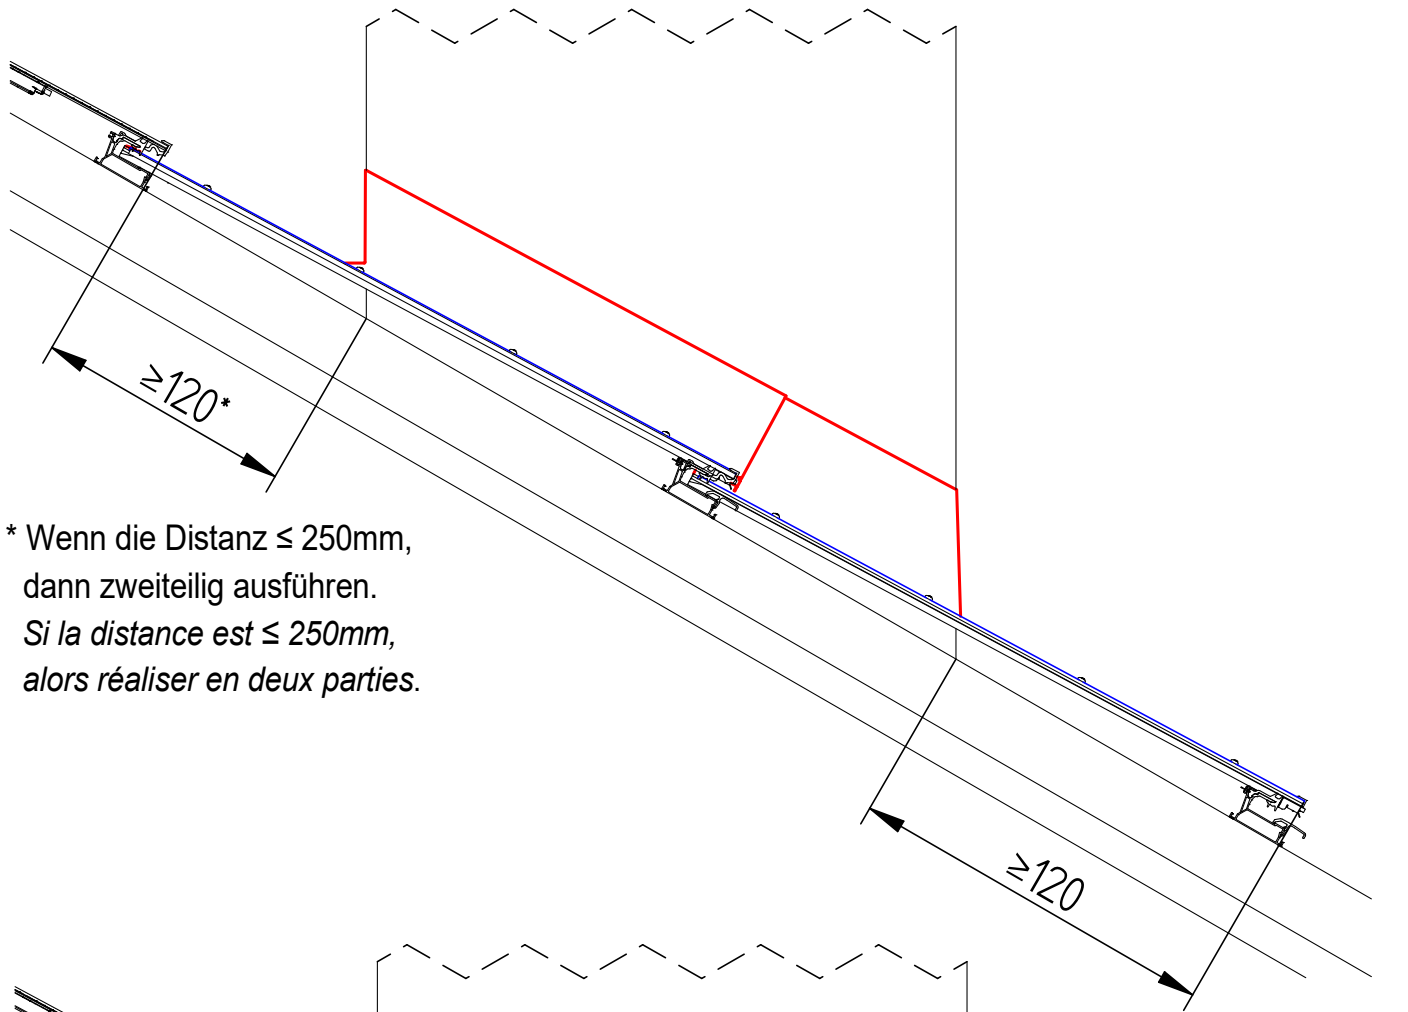 ≥120*
* Wenn die Distanz ≤ 250mm,
dann zweiteilig ausführen.
Si la distance est ≤ 250mm,
alors réaliser en deux parties.
≥120